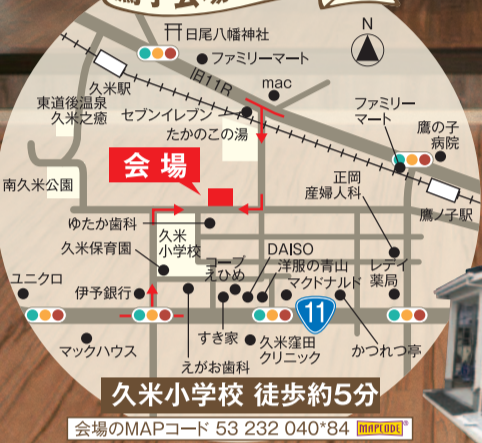 日尾八幡神社
N
ファミリーマート
旧11R
mac
久米駅
東道後温泉
久米之癒
セブンイレブン
たかのこの湯
ファミリー
マート
鷹の子
病院
会場
南久米公園
正岡
産婦人科
鷹ノ子駅
ゆたか歯科
久米
小学校
久米保育園
コープ
えひめ
DAISO
洋服の青山
マクドナルド
レデイ
薬局
ユニクロ
伊予銀行
11
すき家
久米窪田
クリニック
かつれつ亭
マックハウス
えがお歯科
久米小学校 徒歩約5分
会場のMAPコード 53 232 040*84 MAPCODE